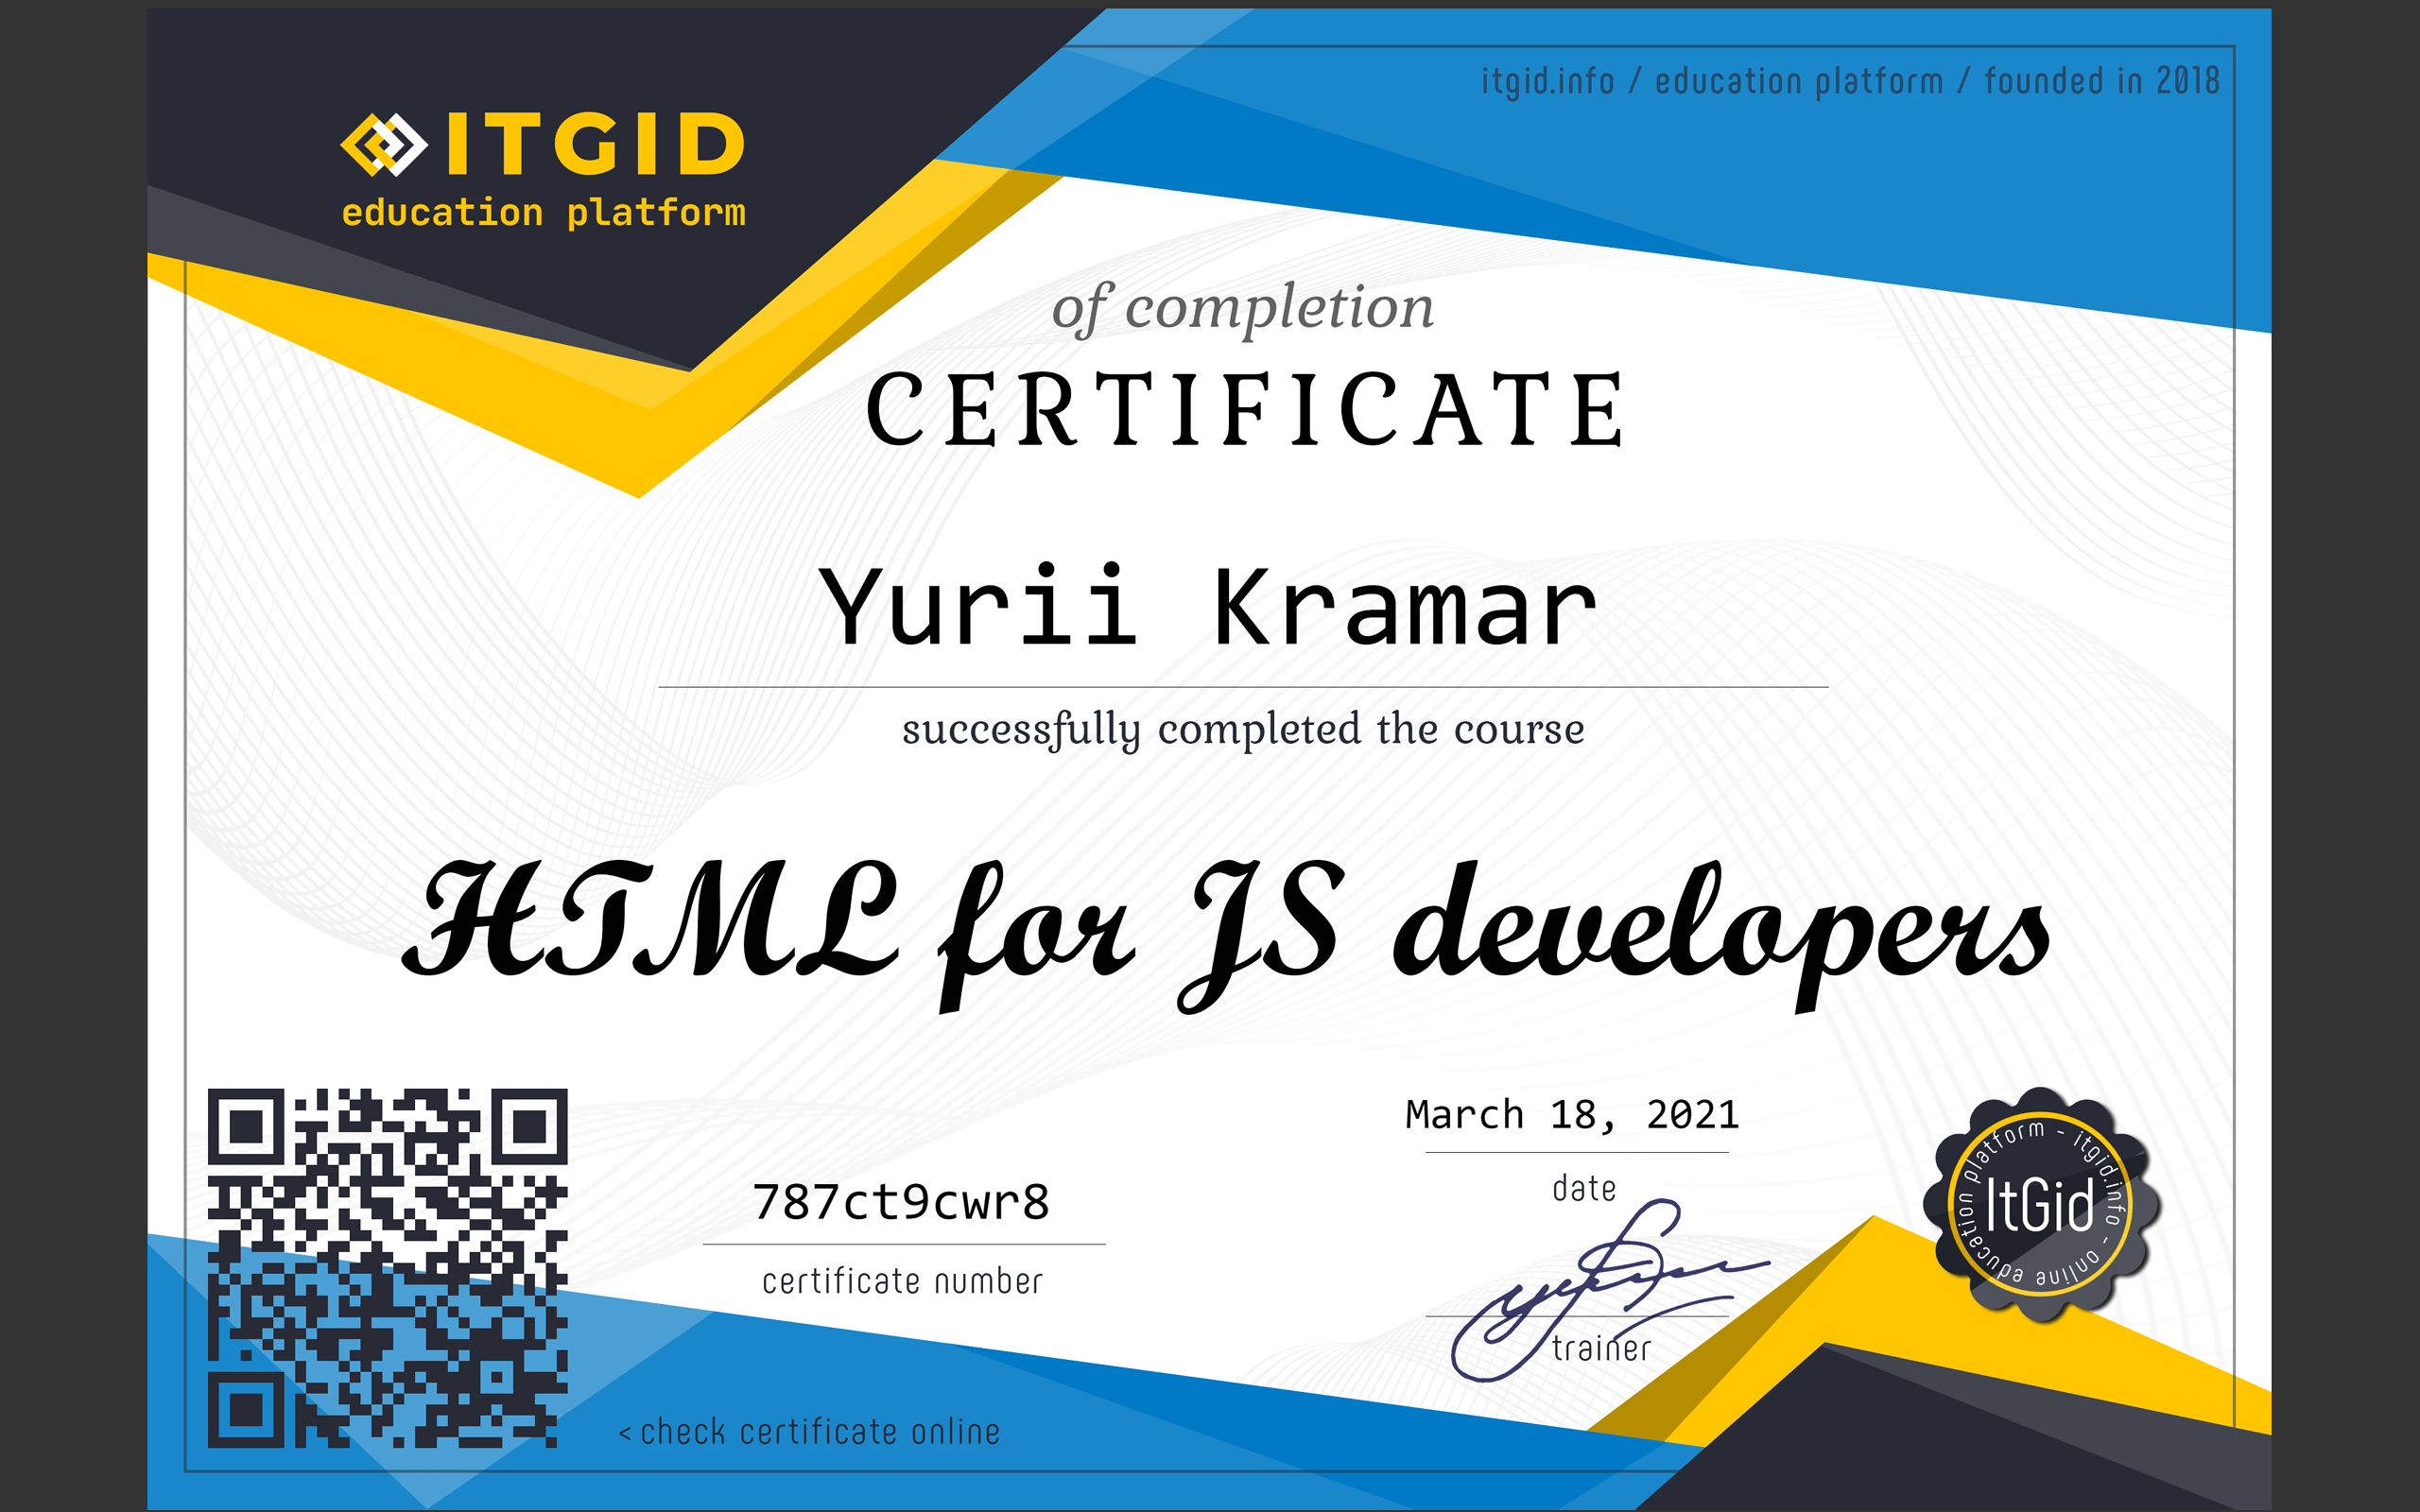 itgid.info / education platform / founded in 2018
ITGID
education platform
of completion
CERTIFICATE
Yurii Kramar
successfully completed the course
HTML for JS developers
March 18, 2021
date
787ct9cwr8
certificate number
trainer
ItGid
education platform - itgid.info - online
< check certificate online